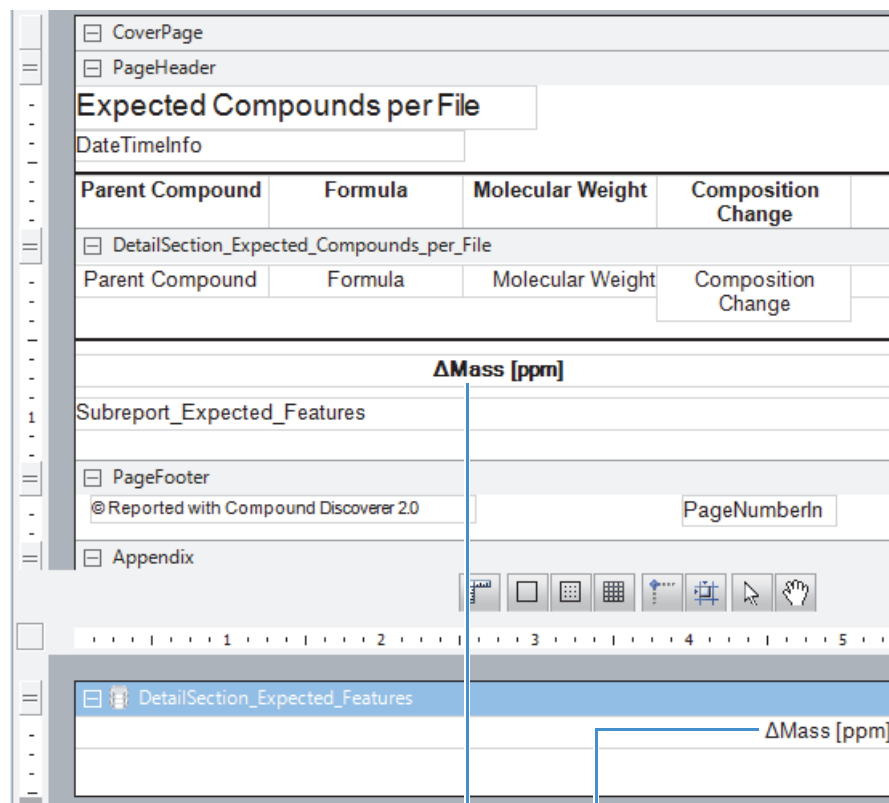 CoverPage
PageHeader
Expected Compounds per File
DateTimeInfo
Parent Compound Formula Molecular Weight Composition Change
DetailSection_Expected_Compounds_per_File
Parent Compound Formula Molecular Weight Composition Change
ΔMass [ppm]
1
Subreport_Expected_Features
PageFooter
© Reported with Compound Discoverer 2.0 PageNumberIn
Appendix
1 2 3 4 5
DetailSection_Expected_Features
ΔMass [ppm]